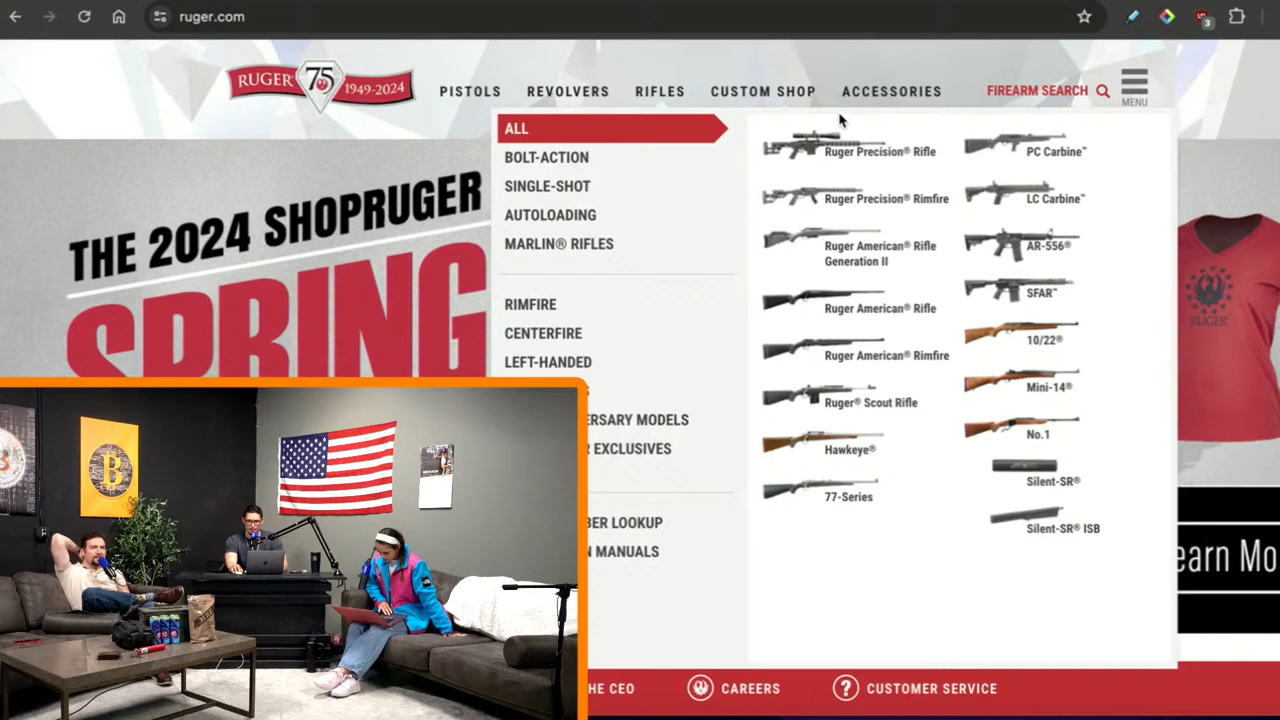 ruger.com
3
RUGER 75 1949-2024
PISTOLS REVOLVERS RIFLES CUSTOM SHOP ACCESSORIES
FIREARM SEARCH
MENU
THE 2024 SHOPRUGER
SPRING
ALL
BOLT-ACTION
SINGLE-SHOT
AUTOLOADING
MARLIN® RIFLES
RIMFIRE
CENTERFIRE
LEFT-HANDED
ERSARY MODELS
EXCLUSIVES
BER LOOKUP
N MANUALS
Ruger Precision® Rifle
Ruger Precision® Rimfire
Ruger American® Rifle
Generation II
Ruger American® Rifle
Ruger American® Rimfire
Ruger® Scout Rifle
Hawkeye®
77-Series
PC Carbine™
LC Carbine™
AR-556®
SFAR™
10/22®
Mini-14®
No.1
Silent-SR®
Silent-SR® ISB
RUGER
earn Mo
HE CEO
CAREERS
? CUSTOMER SERVICE